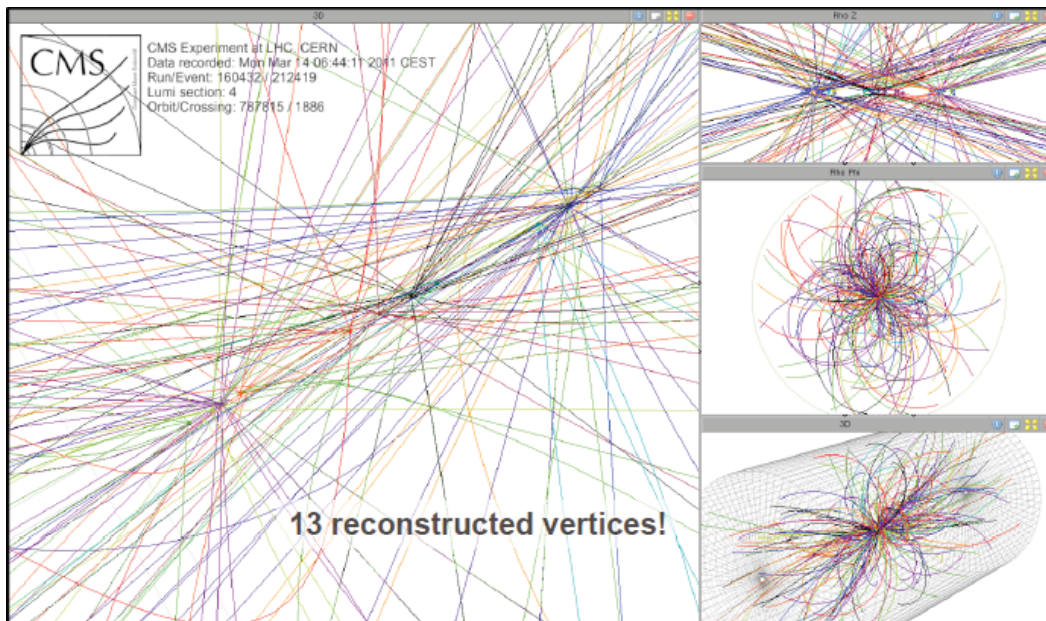 3D
CMS
CMS Experiment at LHC, CERN
Data recorded: Mon Mar 14 06:44:11 2011 CEST
Run/Event: 160432 / 212419
Lumi section: 4
Orbit/Crossing: 787815 / 1886
13 reconstructed vertices!
Rho Z
Rho Phi
3D